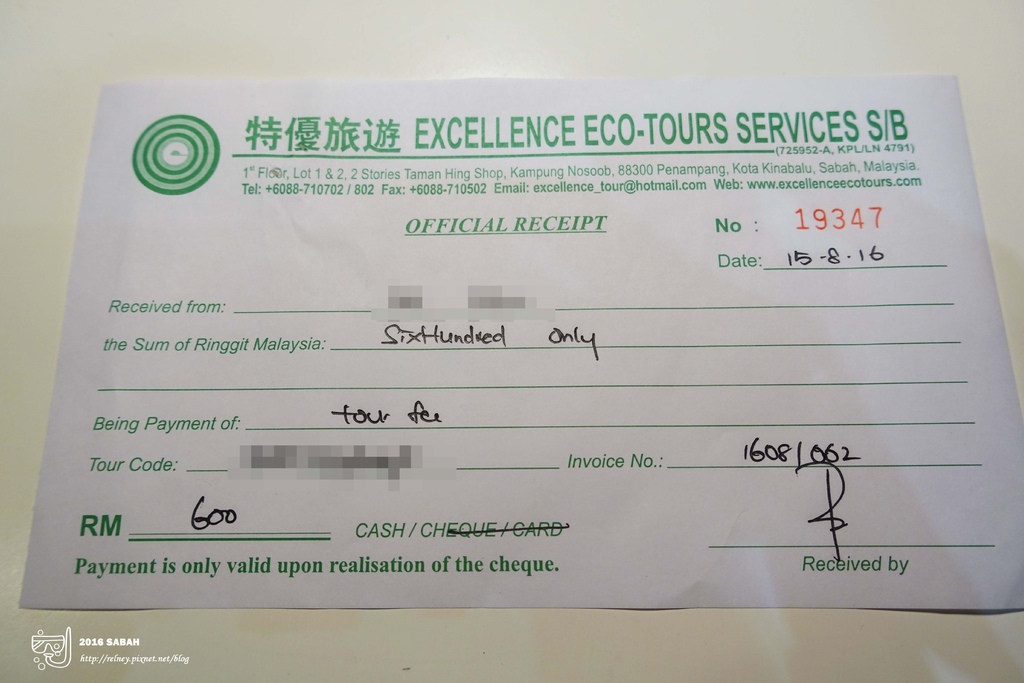 特優旅遊 EXCELLENCE ECO-TOURS SERVICES S/B
(725952-A, KPL/LN 4791)
1st Floor, Lot 1 & 2, 2 Stories Taman Hing Shop, Kampung Nosoob, 88300 Penampang, Kota Kinabalu, Sabah, Malaysia.
Tel: +6088-710702 / 802 Fax: +6088-710502 Email: excellence_tour@hotmail.com Web: www.excellenceecotours.com
OFFICIAL RECEIPT
No : 19347
Date: 15-8-16
Received from:
the Sum of Ringgit Malaysia: SixHundred only
Being Payment of: tour fee
Tour Code: Invoice No.: 1608/062
RM 600 CASH / CHEQUE / CARD
Payment is only valid upon realisation of the cheque. Received by
2016 SABAH
http://relney.pixnet.net/blog